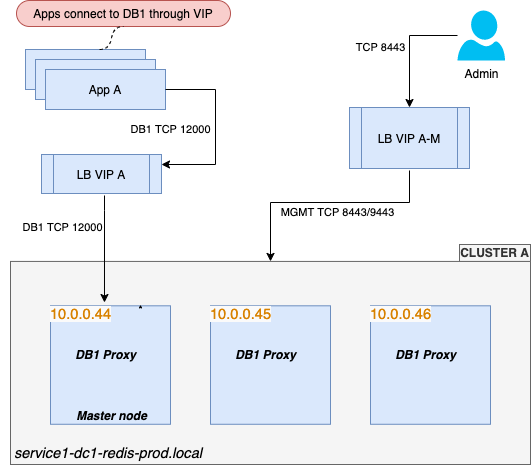 Apps connect to DB1 through VIP
TCP 8443
Admin
App A
DB1 TCP 12000
LB VIP A-M
LB VIP A
MGMT TCP 8443/9443
DB1 TCP 12000
CLUSTER A
10.0.0.44
*
10.0.0.45
10.0.0.46
DB1 Proxy
DB1 Proxy
DB1 Proxy
Master node
service1-dc1-redis-prod.local